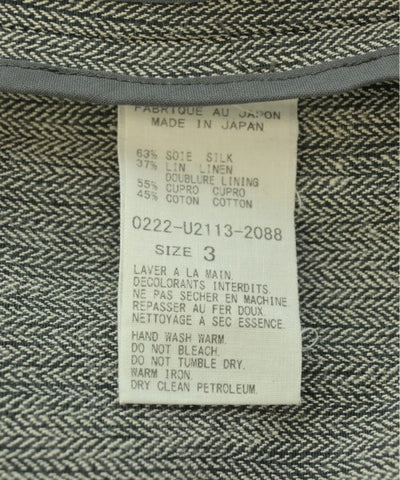 FABRIQUE AU JAPON
MADE IN JAPAN
63% SOIE SILK
37% LIN LINEN
DOUBLURE LINING
55% CUPRO CUPRO
45% COTON COTTON
0222-U2113-2088
SIZE 3
LAVER A LA MAIN.
DECOLORANTS INTERDITS.
NE PAS SECHER EN MACHINE.
REPASSER AU FER DOUX.
NETTOYAGE A SEC ESSENCE.
HAND WASH WARM.
DO NOT BLEACH.
DO NOT TUMBLE DRY.
WARM IRON.
DRY CLEAN PETROLEUM.